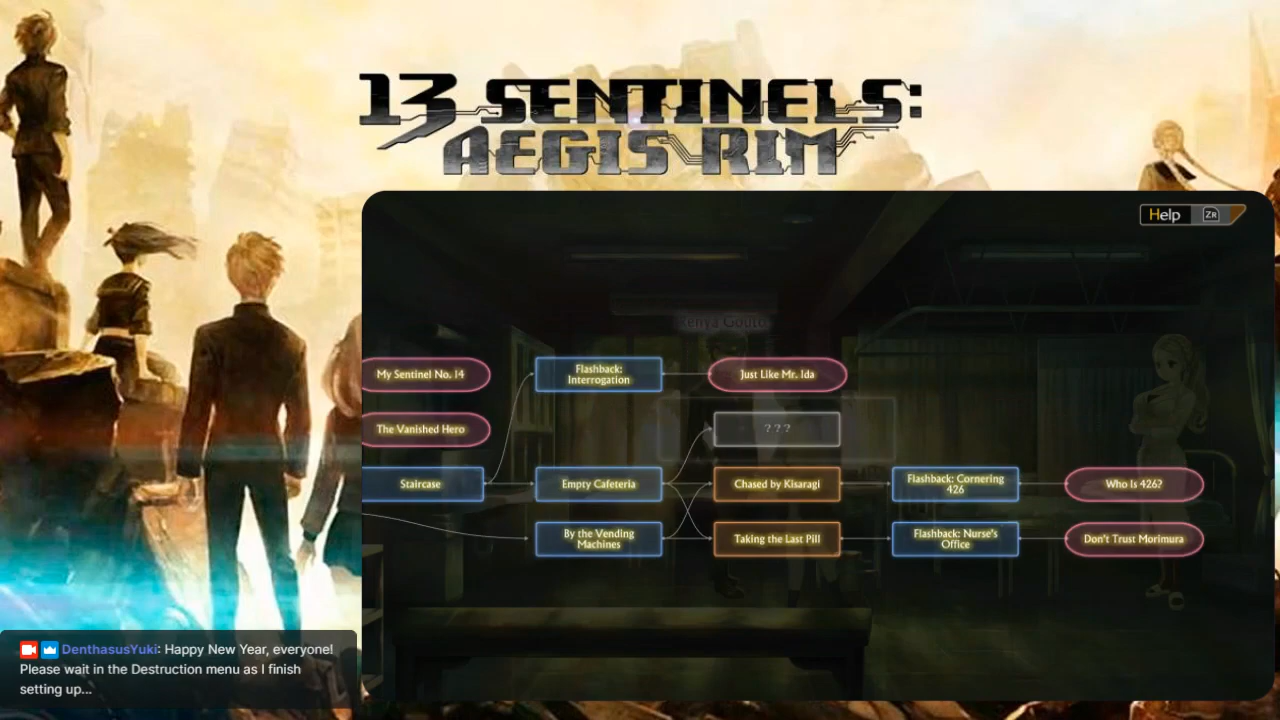 13 SENTINELS:
AEGIS RIM
Help ZR
Renya Gouto
My Sentinel No. 14
Flashback:
Interrogation
Just Like Mr. Ida
The Vanished Hero
? ? ?
Staircase
Empty Cafeteria
Chased by Kisaragi
Flashback: Cornering
426
Who Is 426?
By the Vending
Machines
Taking the Last Pill
Flashback: Nurse's
Office
Don't Trust Morimura
DenthasusYuki: Happy New Year, everyone!
Please wait in the Destruction menu as I finish
setting up...